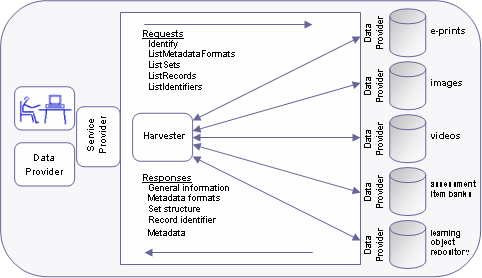 Requests
Identify
ListMetadataFormats
ListSets
ListRecords
ListIdentifiers
Data
Provider
Service
Provider
Harvester
Responses
General information
Metadata formats
Set structure
Record identifier
Metadata
Data
Provider
e-prints
Data
Provider
images
Data
Provider
videos
Data
Provider
assessment
item banks
Data
Provider
learning
object
repository